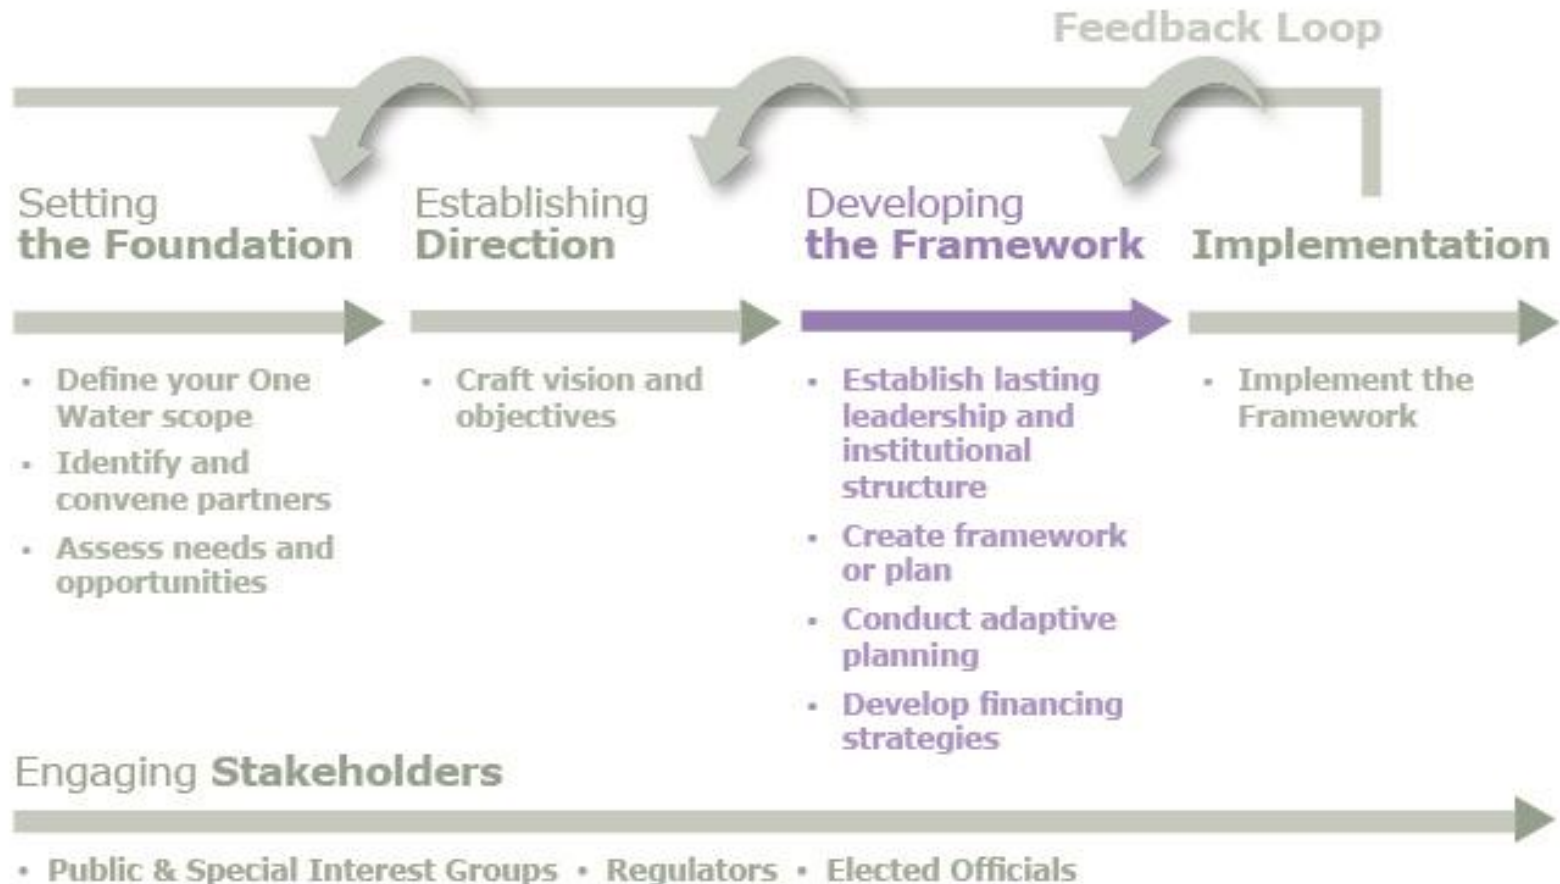 Feedback Loop
Setting
the Foundation
Establishing
Direction
Developing
the Framework
Implementation
· Define your One
Water scope
· Identify and
convene partners
· Assess needs and
opportunities
· Craft vision and
objectives
· Establish lasting
leadership and
institutional
structure
· Create framework
or plan
· Conduct adaptive
planning
· Develop financing
strategies
· Implement the
Framework
Engaging Stakeholders
· Public & Special Interest Groups · Regulators · Elected Officials